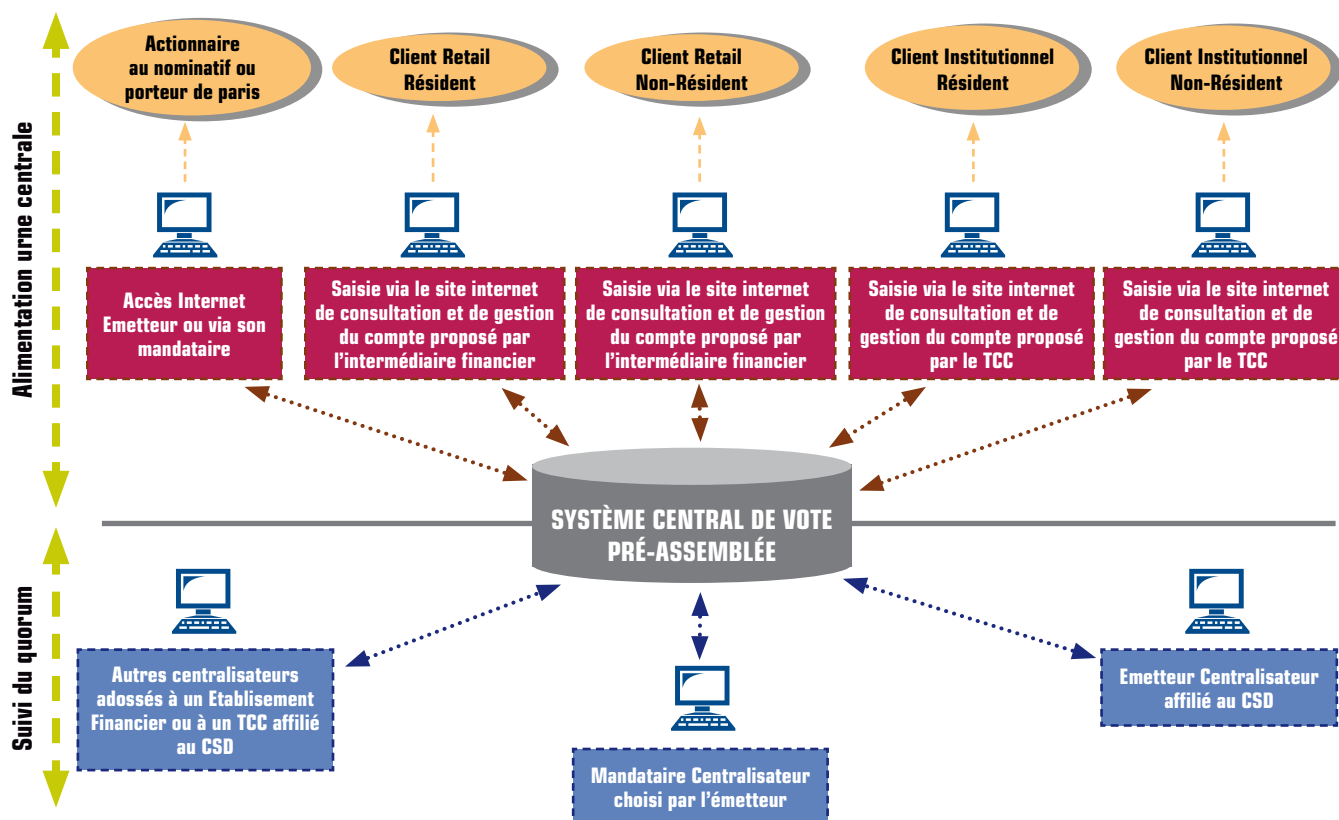 Actionnaire
au nominatif ou
porteur de paris
Client Retail
Résident
Client Retail
Non-Résident
Client Institutionnel
Résident
Client Institutionnel
Non-Résident
Alimentation urne centrale
Accès Internet
Emetteur ou via son
mandataire
Saisie via le site internet
de consultation et de gestion
du compte proposé par
l'intermédiaire financier
Saisie via le site internet
de consultation et de gestion
du compte proposé par
l'intermédiaire financier
Saisie via le site internet
de consultation et de
gestion du compte proposé
par le TCC
Saisie via le site internet
de consultation et de
gestion du compte proposé
par le TCC
SYSTÈME CENTRAL DE VOTE
PRÉ-ASSEMBLÉE
Suivi du quorum
Autres centralisateurs
adossés à un Etablisement
Financier ou à un TCC affilié
au CSD
Mandataire Centralisateur
choisi par l'émetteur
Emetteur Centralisateur
affilié au CSD